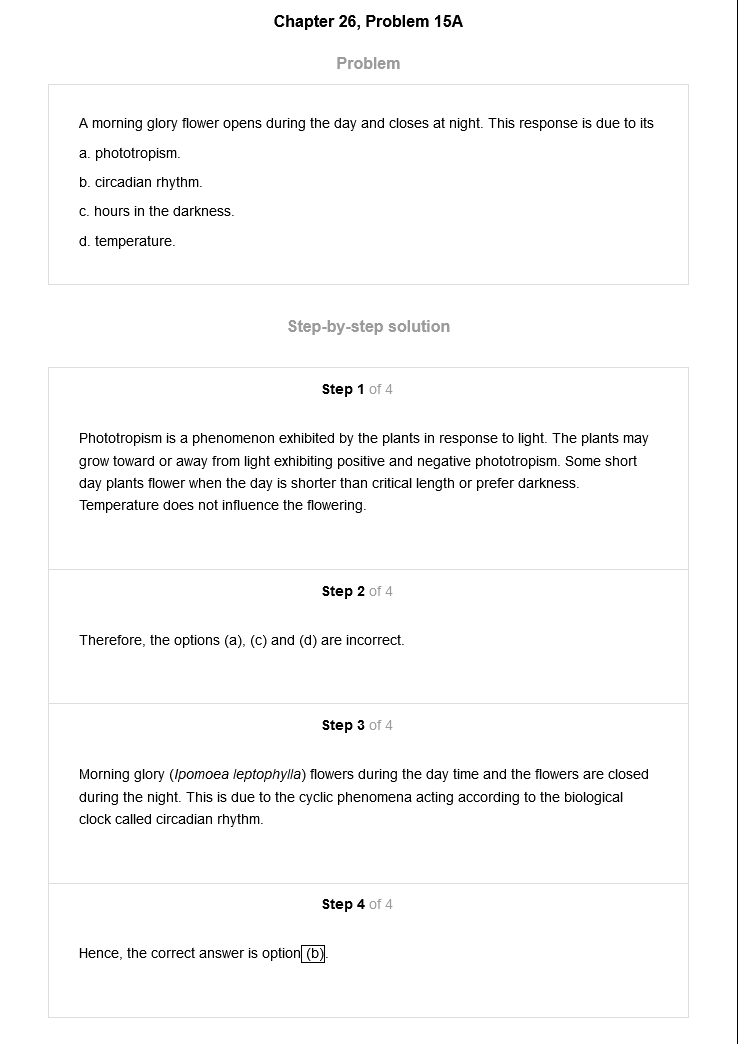 Chapter 26, Problem 15A
Problem
A morning glory flower opens during the day and closes at night. This response is due to its
a. phototropism.
b. circadian rhythm.
c. hours in the darkness.
d. temperature.
Step-by-step solution
Step 1 of 4
Phototropism is a phenomenon exhibited by the plants in response to light. The plants may
grow toward or away from light exhibiting positive and negative phototropism. Some short
day plants flower when the day is shorter than critical length or prefer darkness.
Temperature does not influence the flowering.
Step 2 of 4
Therefore, the options (a), (c) and (d) are incorrect.
Step 3 of 4
Morning glory (Ipomoea leptophylla) flowers during the day time and the flowers are closed
during the night. This is due to the cyclic phenomena acting according to the biological
clock called circadian rhythm.
Step 4 of 4
Hence, the correct answer is option (b).